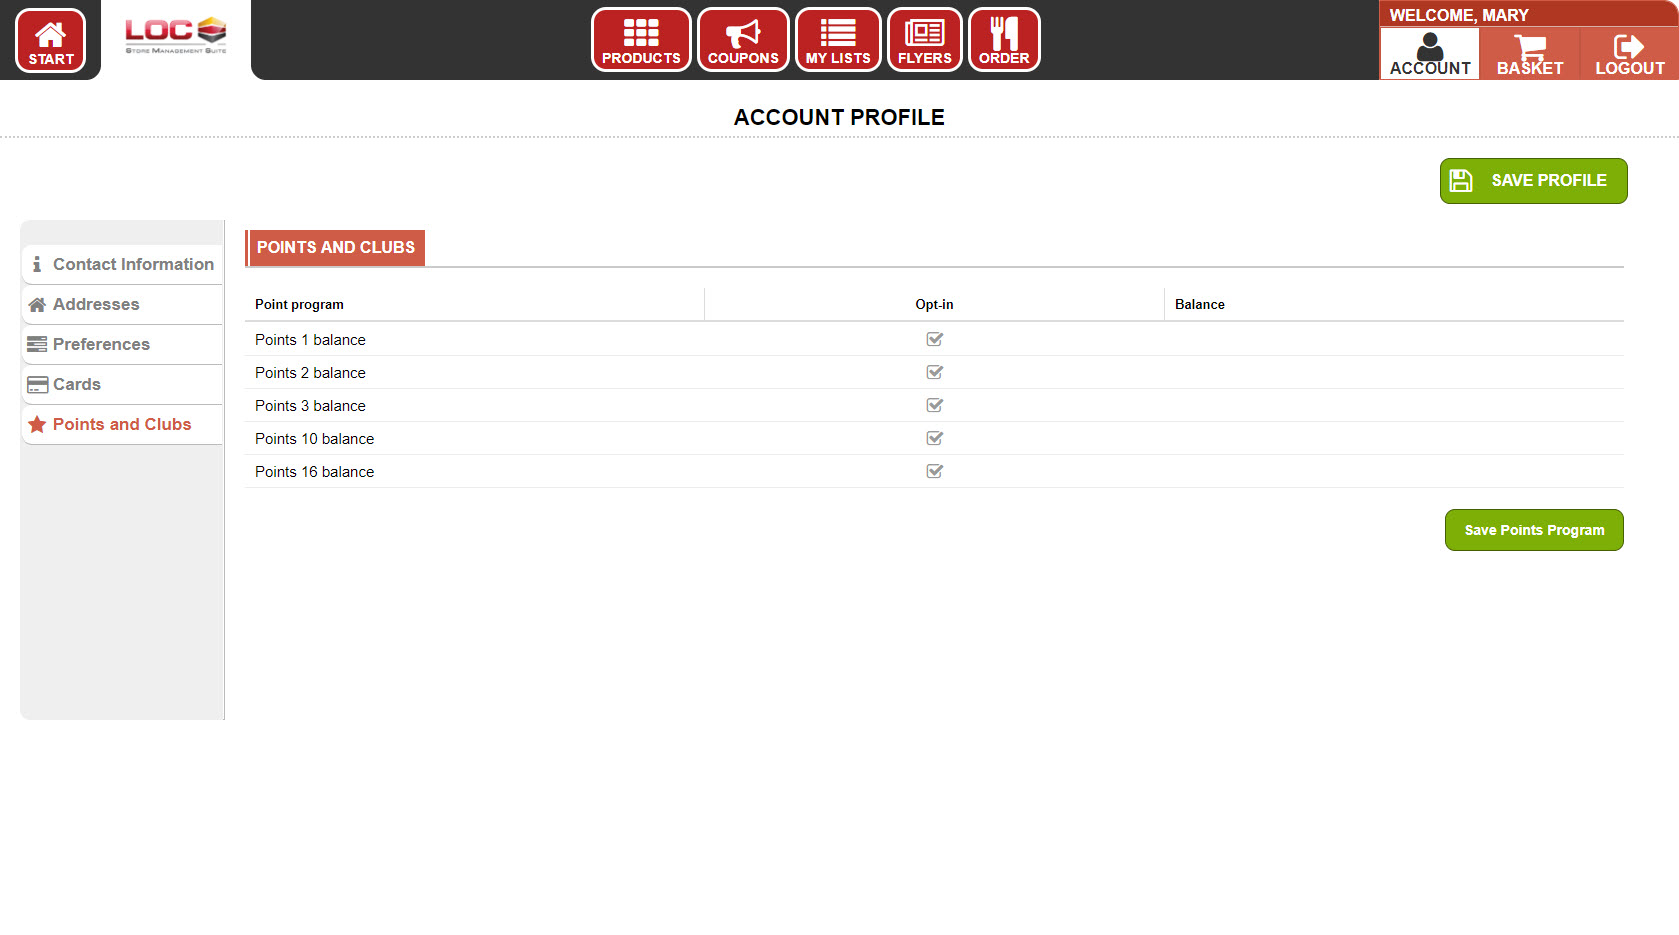 START
LOC
STORE MANAGEMENT SUITE
PRODUCTS
COUPONS
MY LISTS
FLYERS
ORDER
WELCOME, MARY
ACCOUNT
BASKET
LOGOUT
ACCOUNT PROFILE
SAVE PROFILE
Contact Information
Addresses
Preferences
Cards
Points and Clubs
POINTS AND CLUBS
Point program Opt-in Balance
Points 1 balance
Points 2 balance
Points 3 balance
Points 10 balance
Points 16 balance
Save Points Program